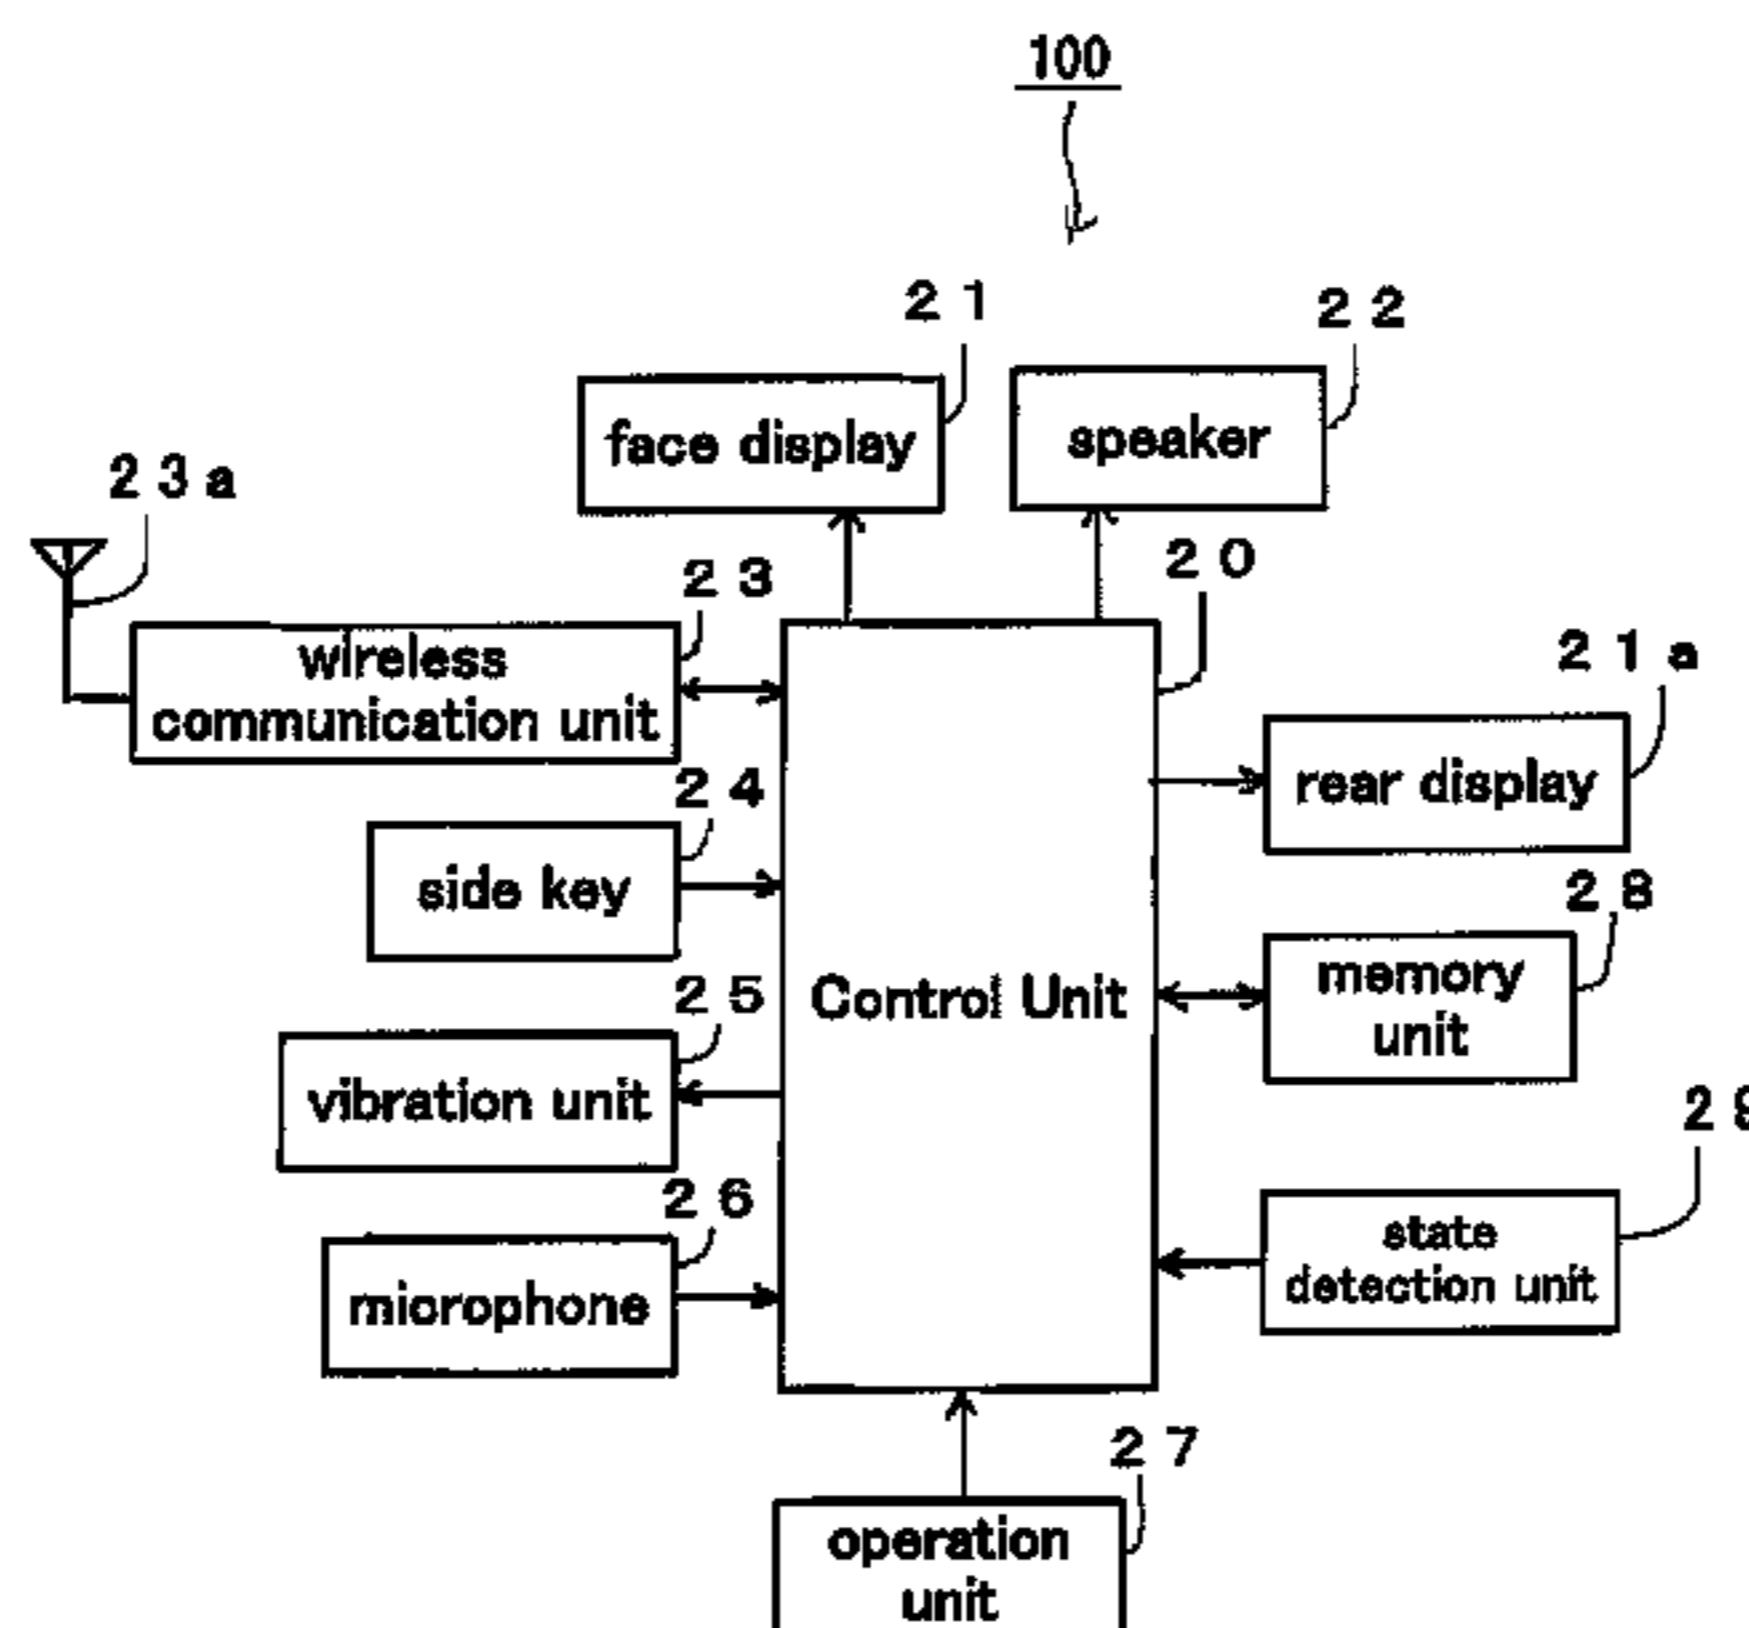 100
21
22
face display
speaker
23a
23
20
wireless
communication unit
21a
rear display
24
side key
28
memory
unit
Control Unit
25
vibration unit
29
26
state
detection unit
microphone
27
operation
unit